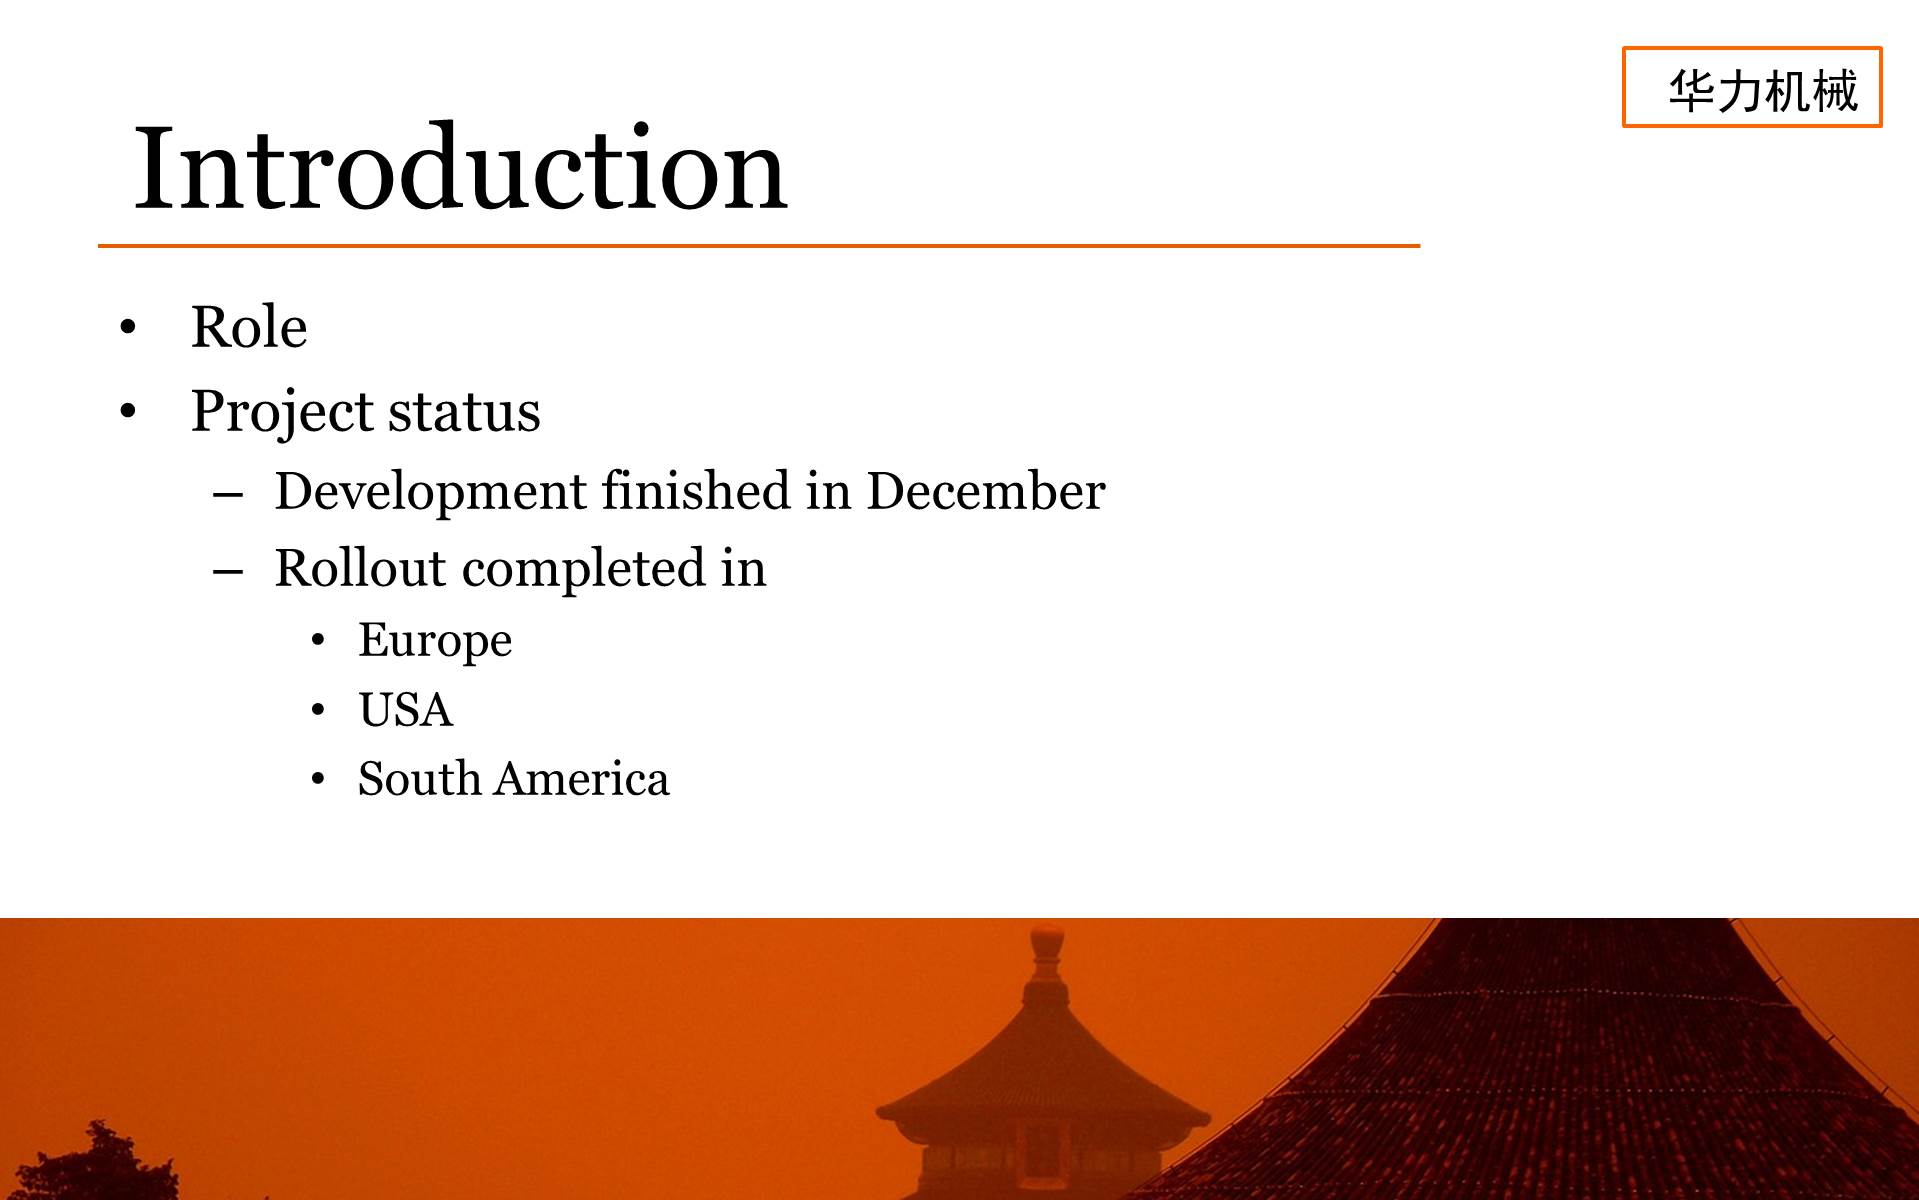 华力机械
Introduction
• Role
• Project status
– Development finished in December
– Rollout completed in
• Europe
• USA
• South America